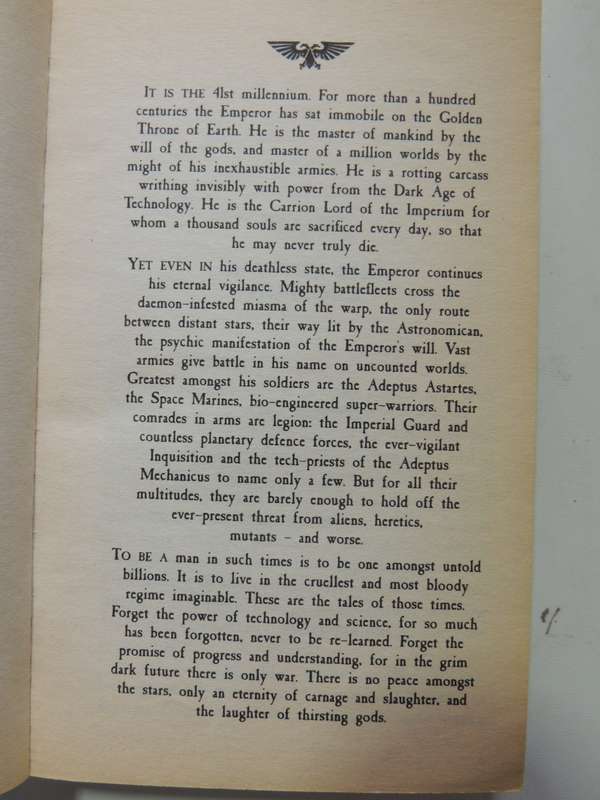 IT IS THE 41st millennium. For more than a hundred
centuries the Emperor has sat immobile on the Golden
Throne of Earth. He is the master of mankind by the
will of the gods, and master of a million worlds by the
might of his inexhaustible armies. He is a rotting carcass
writhing invisibly with power from the Dark Age of
Technology. He is the Carrion Lord of the Imperium for
whom a thousand souls are sacrificed every day, so that
he may never truly die.
YET EVEN IN his deathless state, the Emperor continues
his eternal vigilance. Mighty battlefleets cross the
daemon-infested miasma of the warp, the only route
between distant stars, their way lit by the Astronomican,
the psychic manifestation of the Emperor's will. Vast
armies give battle in his name on uncounted worlds.
Greatest amongst his soldiers are the Adeptus Astartes,
the Space Marines, bio-engineered super-warriors. Their
comrades in arms are legion: the Imperial Guard and
countless planetary defence forces, the ever-vigilant
Inquisition and the tech-priests of the Adeptus
Mechanicus to name only a few. But for all their
multitudes, they are barely enough to hold off the
ever-present threat from aliens, heretics,
mutants - and worse.
TO BE A man in such times is to be one amongst untold
billions. It is to live in the cruellest and most bloody
regime imaginable. These are the tales of those times.
Forget the power of technology and science, for so much
has been forgotten, never to be re-learned. Forget the
promise of progress and understanding, for in the grim
dark future there is only war. There is no peace amongst
the stars, only an eternity of carnage and slaughter, and
the laughter of thirsting gods.